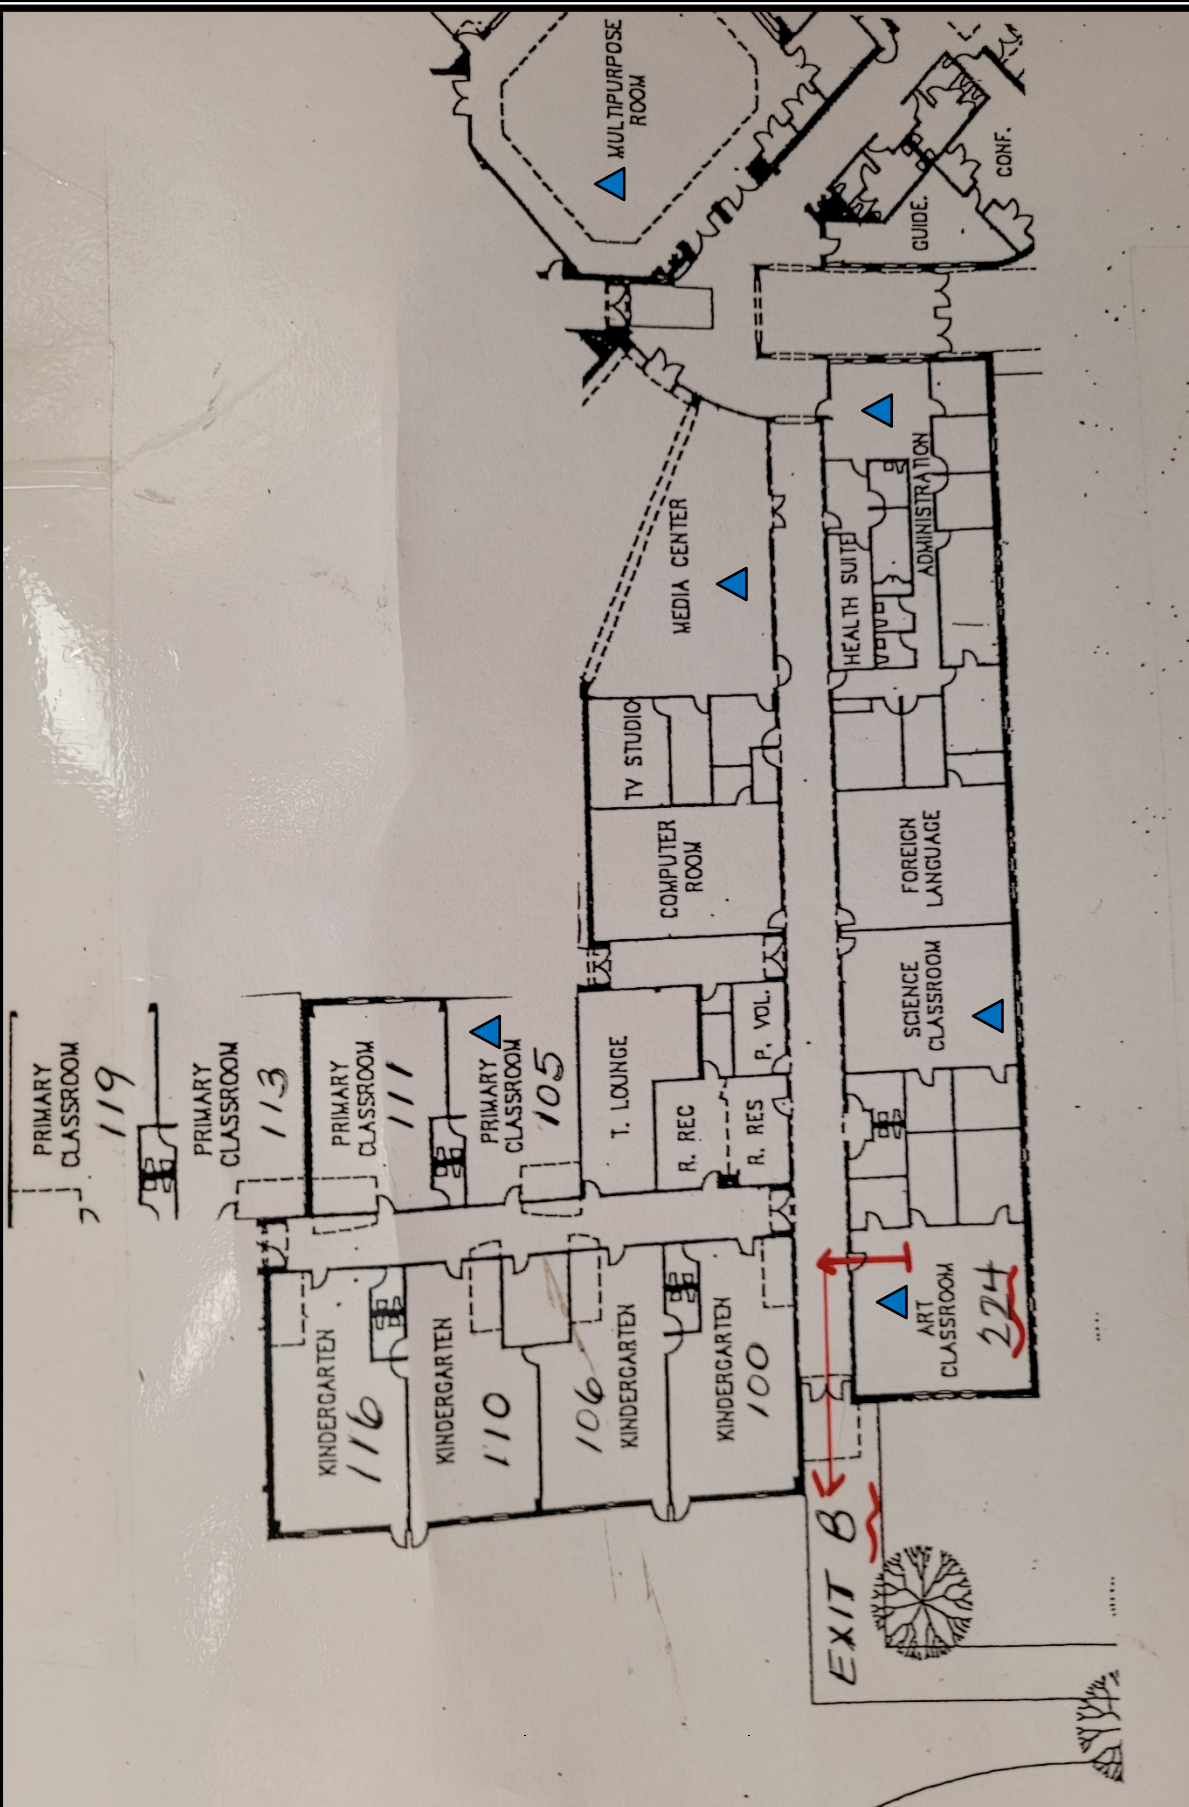 MULTIPURPOSE
ROOM
CONF.
GUIDE.
MEDIA CENTER
HEALTH SUITE
ADMINISTRATION
TV STUDIO
COMPUTER
ROOM
FOREIGN
LANGUAGE
SCIENCE
CLASSROOM
PRIMARY
CLASSROOM
119
PRIMARY
CLASSROOM
113
PRIMARY
CLASSROOM
111
PRIMARY
CLASSROOM
105
T. LOUNGE
P. VOL.
R. REC
R. RES
KINDERGARTEN
116
KINDERGARTEN
110
106
KINDERGARTEN
KINDERGARTEN
100
ART
CLASSROOM
224
EXIT B